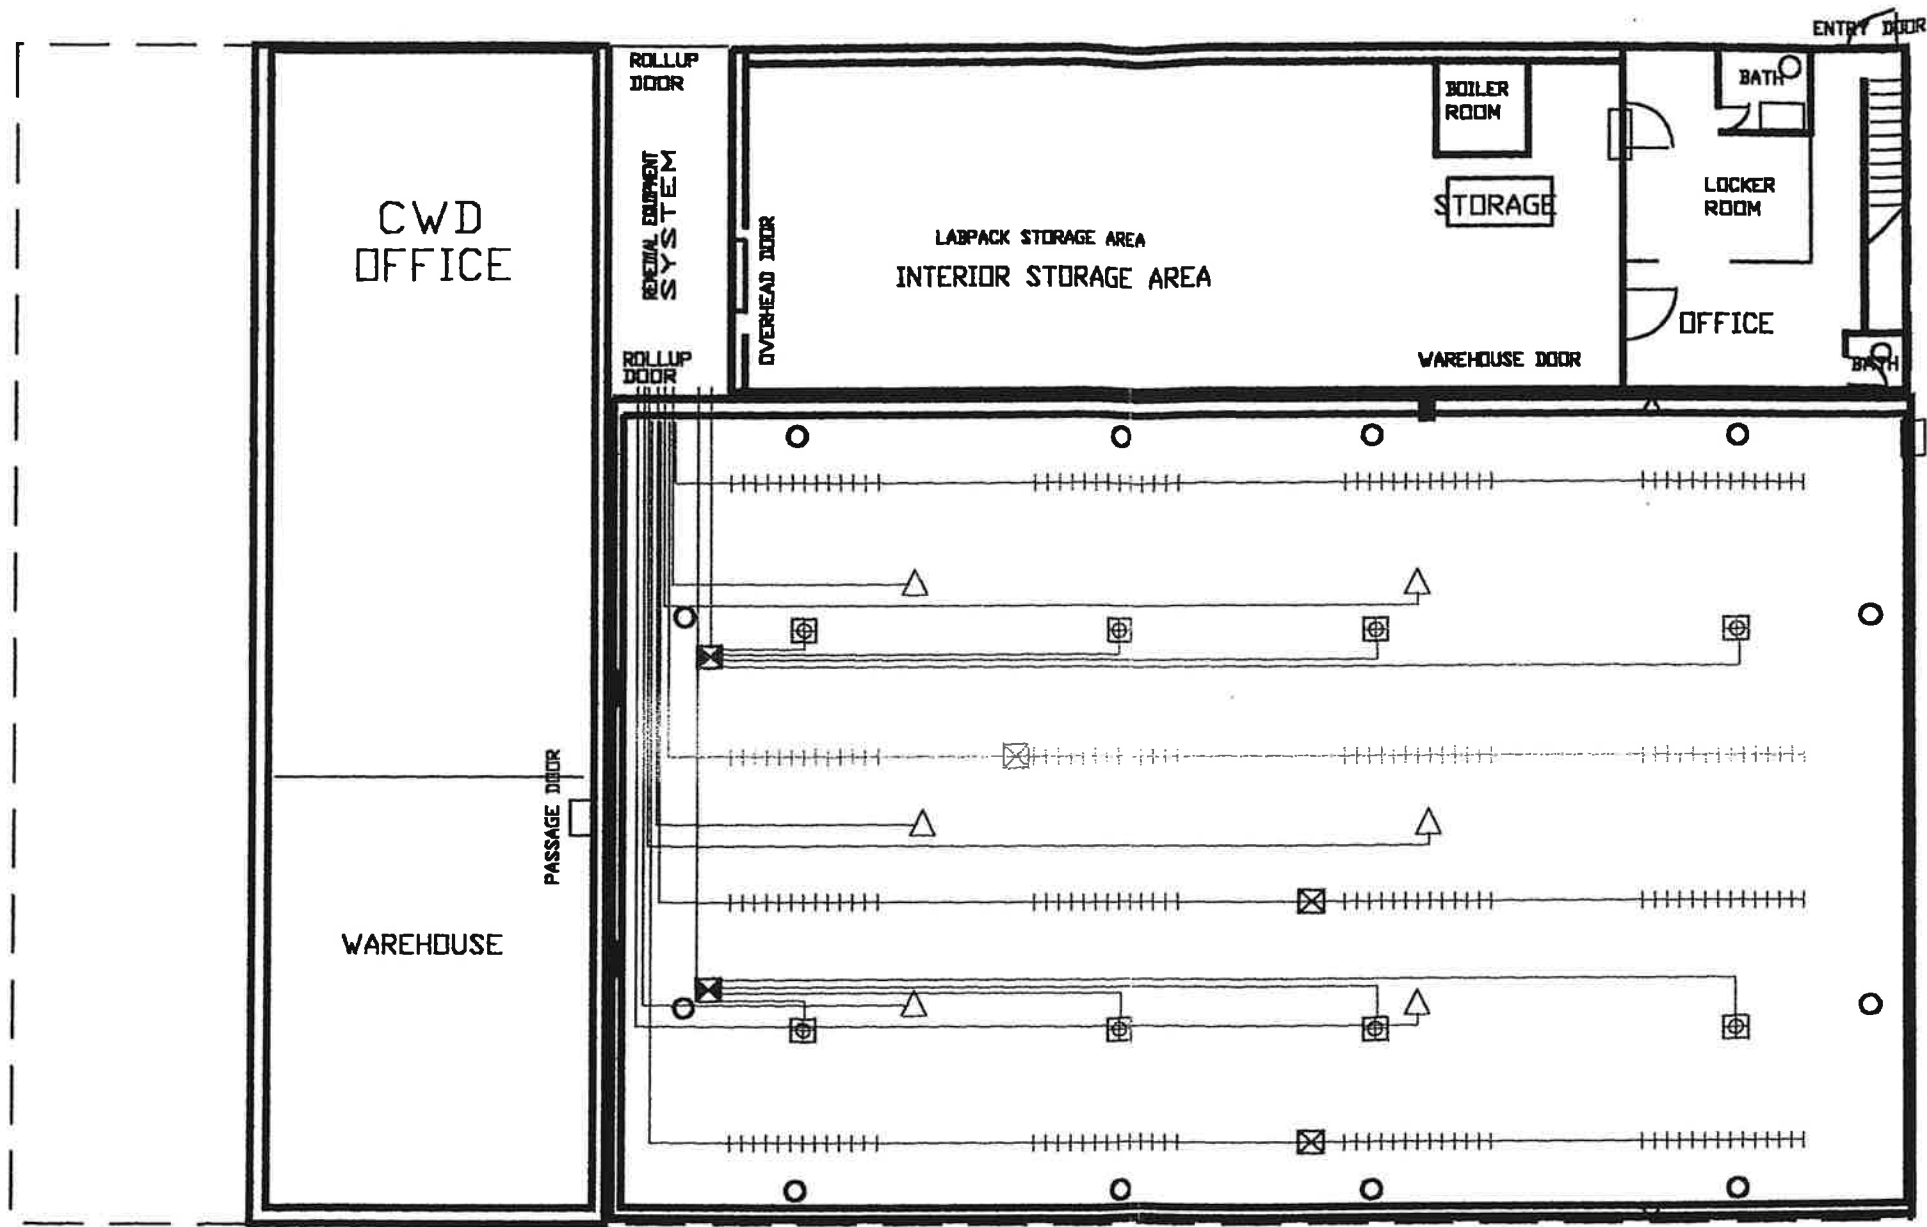 ENTRY DOOR
ROLLUP
DOOR
BATH
BOILER
ROOM
REMEDIAL EQUIPMENT
SYSTEM
CWD
OFFICE
LOCKER
ROOM
STORAGE
OVERHEAD DOOR
LABPACK STORAGE AREA
INTERIOR STORAGE AREA
OFFICE
ROLLUP
DOOR
WAREHOUSE DOOR
BATH
PASSAGE DOOR
WAREHOUSE